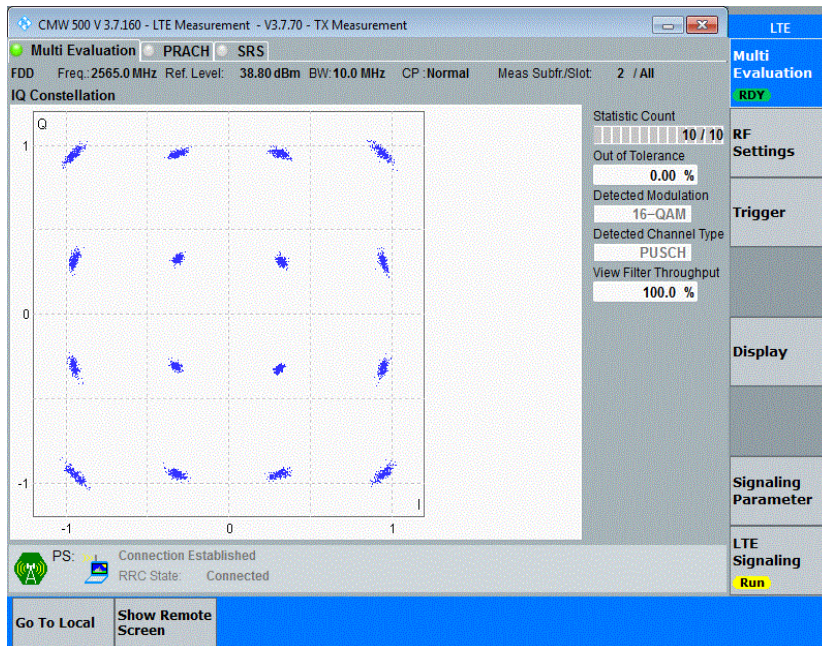 CMW 500 V 3.7.160 - LTE Measurement - V3.7.70 - TX Measurement
LTE
Multi Evaluation PRACH SRS
FDD Freq.: 2565.0 MHz Ref. Level: 38.80 dBm BW: 10.0 MHz CP : Normal Meas Subfr./Slot: 2 / All
IQ Constellation
Q
1
0
-1
-1 0 1
I
Statistic Count
10 / 10
Out of Tolerance
0.00 %
Detected Modulation
16-QAM
Detected Channel Type
PUSCH
View Filter Throughput
100.0 %
Multi
Evaluation
RDY
RF
Settings
Trigger
Display
Signaling
Parameter
LTE
Signaling
Run
PS: Connection Established
RRC State: Connected
Go To Local
Show Remote
Screen